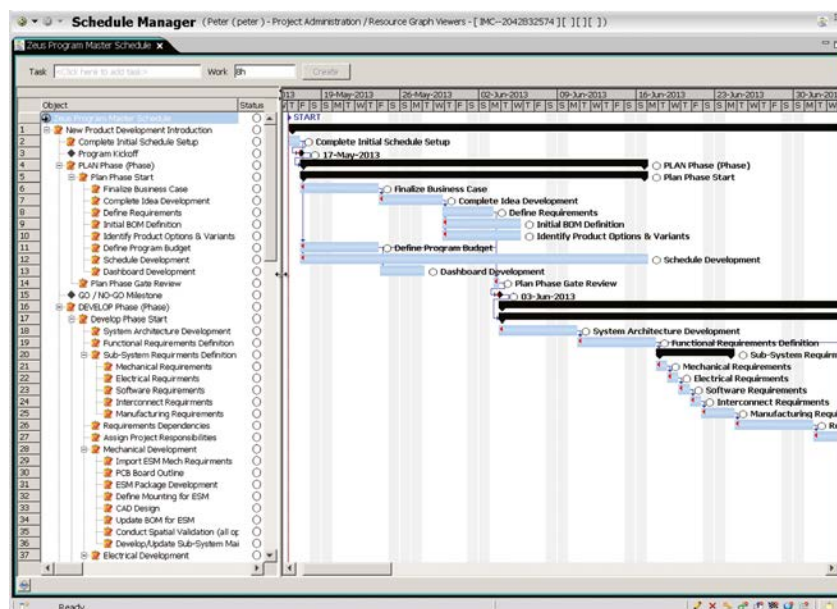 Schedule Manager (Peter (peter) - Project Administration / Resource Graph Viewers - [ IMC--2042832574 ][ ][ ][ ])
Zeus Program Master Schedule
Task <Click here to add task> Work 8h Create
Object Status
013 19-May-2013 26-May-2013 02-Jun-2013 09-Jun-2013 16-Jun-2013 23-Jun-2013 30-Jun-201
T F S S M T W T F S S M T W T F S S M T W T F S S M T W T F S S M T W T F S S M T W T F S S M T
Zeus Program Master Schedule START
1 New Product Development Introduction
2 Complete Initial Schedule Setup Complete Initial Schedule Setup
3 Program Kickoff 17-May-2013
4 PLAN Phase (Phase) PLAN Phase (Phase)
5 Plan Phase Start Plan Phase Start
6 Finalize Business Case Finalize Business Case
7 Complete Idea Development Complete Idea Development
8 Define Requirements Define Requirements
9 Initial BOM Definition Initial BOM Definition
10 Identify Product Options & Variants Identify Product Options & Variants
11 Define Program Budget Define Program Budget
12 Schedule Development Schedule Development
13 Dashboard Development Dashboard Development
14 Plan Phase Gate Review Plan Phase Gate Review
15 GO / NO-GO Milestone 03-Jun-2013
16 DEVELOP Phase (Phase)
17 Develop Phase Start
18 System Architecture Development System Architecture Development
19 Functional Requirements Definition Functional Requirements Definition
20 Sub-System Requirments Definition Sub-System Requirm
21 Mechanical Requirements Mechanical Requirements
22 Electrical Requirments Electrical Requirments
23 Software Requirements Software Requirements
24 Interconnect Requirments Interconnect Requirments
25 Manufacturing Requirements Manufacturing Requi
26 Requirements Dependencies
27 Assign Project Responsibilities
28 Mechanical Development
29 Import ESM Mech Requirments
30 PCB Board Outline
31 ESM Package Development
32 Define Mounting for ESM
33 CAD Design
34 Update BOM for ESM
35 Conduct Spatial Validation (all op
36 Develop/Update Sub-System Mai
37 Electrical Development
Ready